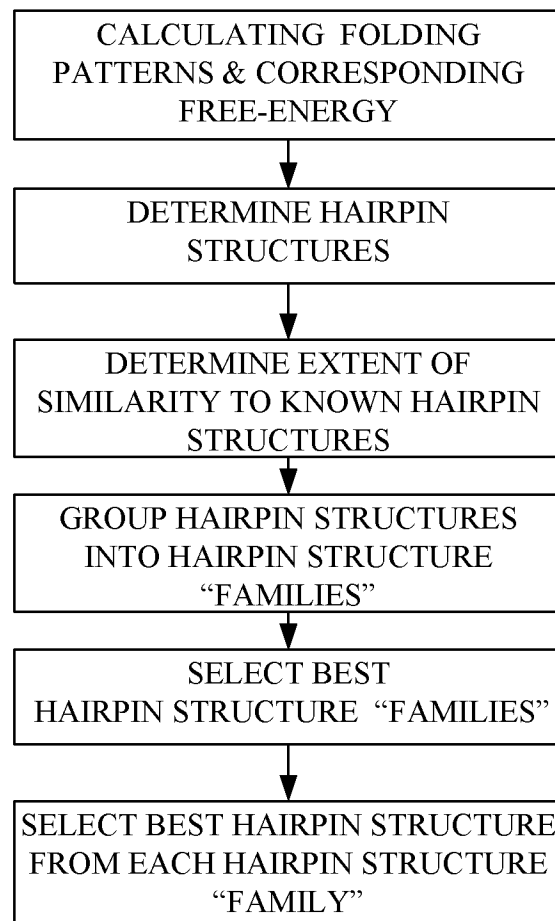 CALCULATING FOLDING
PATTERNS & CORRESPONDING
FREE-ENERGY
DETERMINE HAIRPIN
STRUCTURES
DETERMINE EXTENT OF
SIMILARITY TO KNOWN HAIRPIN
STRUCTURES
GROUP HAIRPIN STRUCTURES
INTO HAIRPIN STRUCTURE
“FAMILIES”
SELECT BEST
HAIRPIN STRUCTURE “FAMILIES”
SELECT BEST HAIRPIN STRUCTURE
FROM EACH HAIRPIN STRUCTURE
“FAMILY”